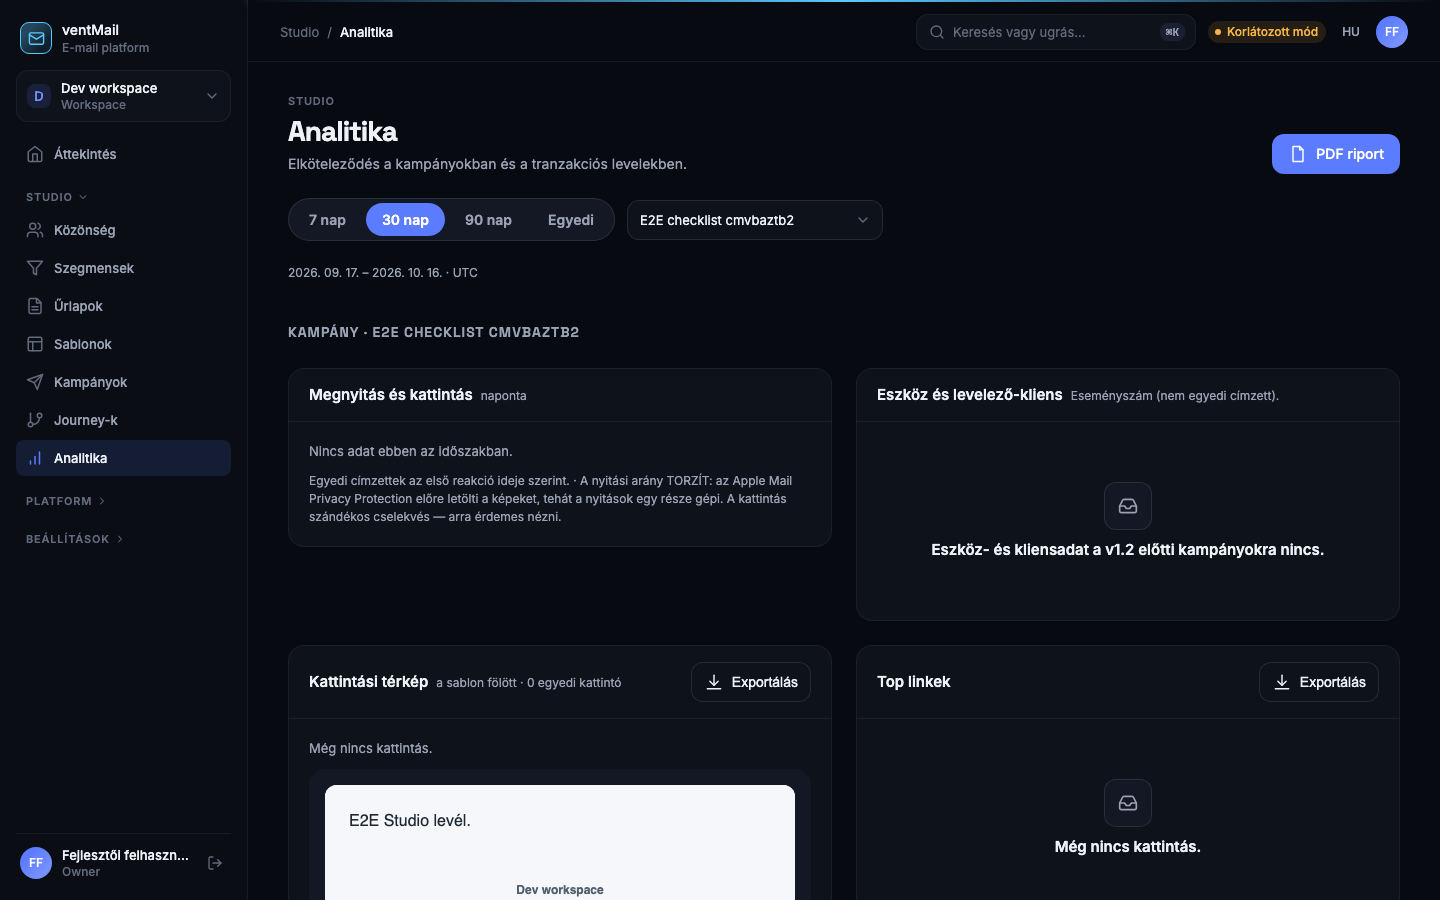 ventMail
E-mail platform
D
Dev workspace
Workspace
Áttekintés
STUDIO
Közönség
Szegmensek
Űrlapok
Sablonok
Kampányok
Journey-k
Analitika
PLATFORM
BEÁLLÍTÁSOK
FF
Fejlesztői felhaszn...
Owner
Studio / Analitika
Keresés vagy ugrás...
⌘K
Korlátozott mód
HU
FF
STUDIO
Analitika
Elköteleződés a kampányokban és a tranzakciós levelekben.
PDF riport
7 nap
30 nap
90 nap
Egyedi
E2E checklist cmvbaztb2
2026. 09. 17. – 2026. 10. 16. · UTC
KAMPÁNY · E2E CHECKLIST CMVBAZTB2
Megnyitás és kattintás naponta
Nincs adat ebben az időszakban.
Egyedi címzettek az első reakció ideje szerint. · A nyitási arány TORZÍT: az Apple Mail
Privacy Protection előre letölti a képeket, tehát a nyitások egy része gépi. A kattintás
szándékos cselekvés — arra érdemes nézni.
Eszköz és levelező-kliens Eseményszám (nem egyedi címzett).
Eszköz- és kliensadat a v1.2 előtti kampányokra nincs.
Kattintási térkép a sablon fölött · 0 egyedi kattintó
Exportálás
Még nincs kattintás.
E2E Studio levél.
Dev workspace
Top linkek
Exportálás
Még nincs kattintás.